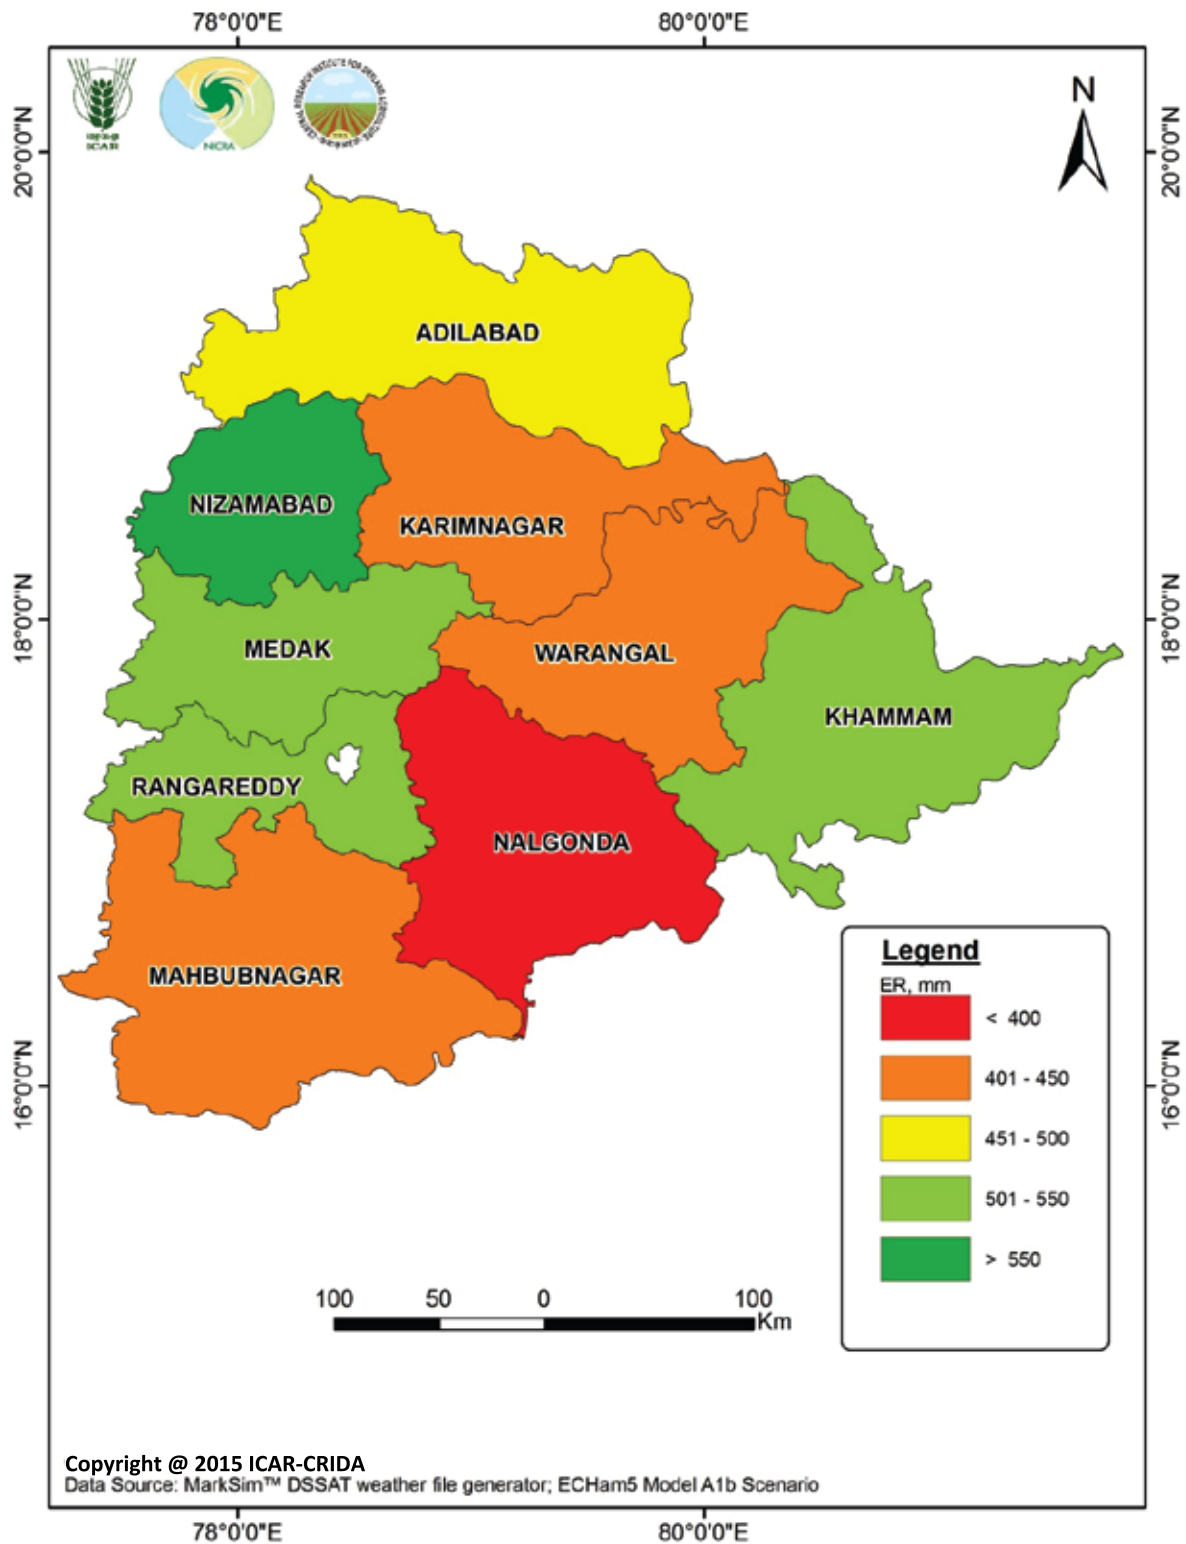 78°0'0"E 80°0'0"E
20°0'0"N 20°0'0"N
ICAR
NICRA
N
ADILABAD
NIZAMABAD
KARIMNAGAR
18°0'0"N 18°0'0"N
MEDAK
WARANGAL
KHAMMAM
RANGAREDDY
NALGONDA
MAHBUBNAGAR
16°0'0"N 16°0'0"N
Legend
ER, mm
< 400
401 - 450
451 - 500
501 - 550
> 550
100 50 0 100
Km
Copyright @ 2015 ICAR-CRIDA
Data Source: MarkSim™ DSSAT weather file generator; ECHam5 Model A1b Scenario
78°0'0"E 80°0'0"E